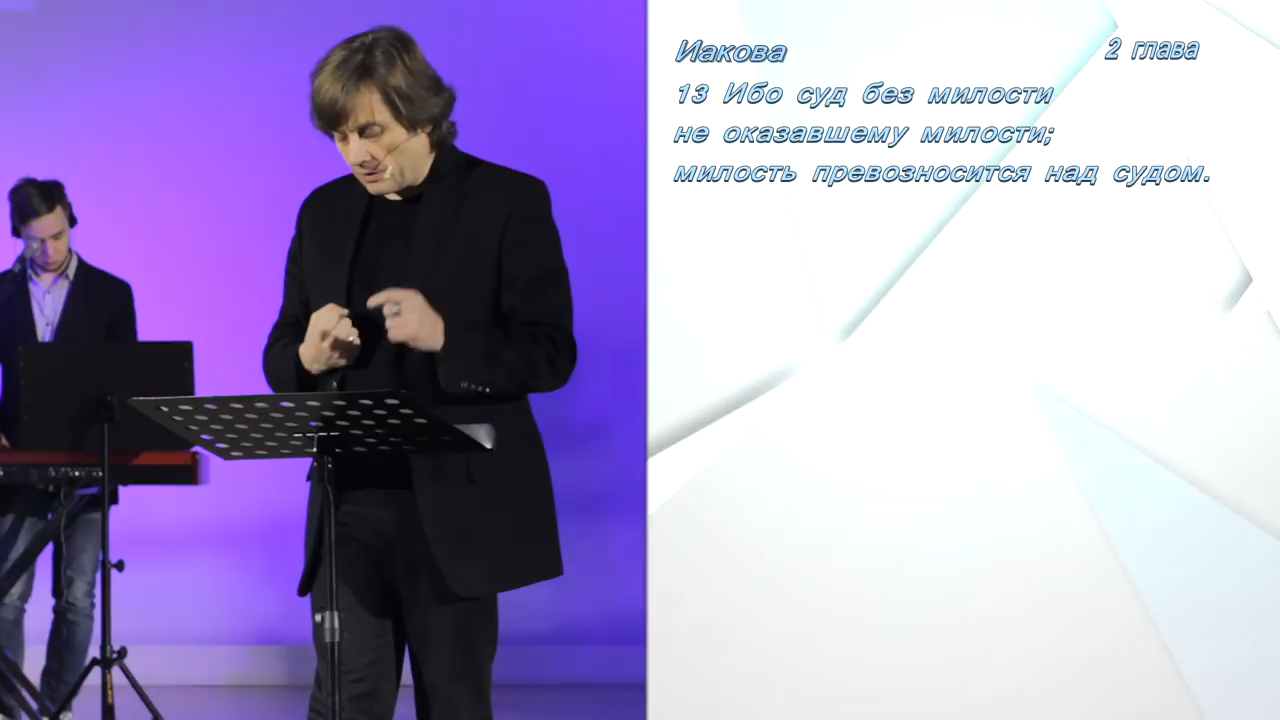 Иакова 2 глава
13 Ибо суд без милости
не оказавшему милости;
милость превозносится над судом.